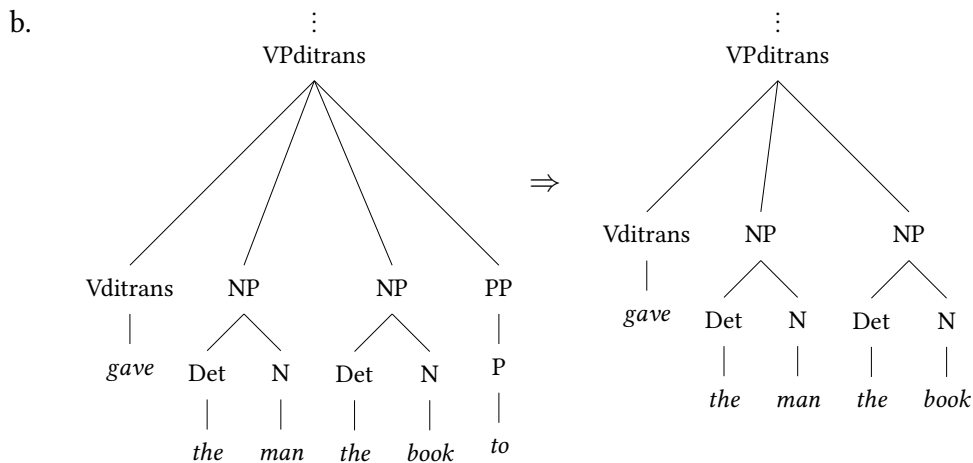 b.
⋮ ⋮
VPditrans VPditrans
⇒
Vditrans NP NP
Vditrans NP NP PP
gave Det N Det N
gave Det N Det N P
the man the book
the man the book to